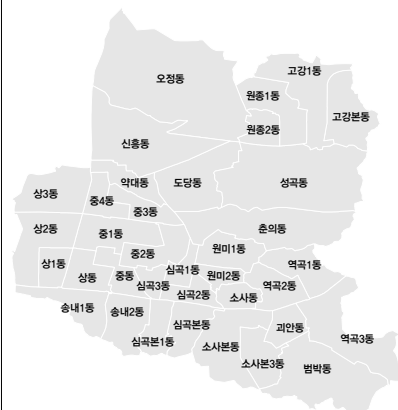 오정동
고강1동
원종1동
고강본동
원종2동
신흥동
약대동
도당동
성곡동
상3동
중4동
중3동
상2동
중1동
춘의동
원미1동
중2동
상1동
심곡1동
역곡1동
상동
중동
원미2동
심곡3동
역곡2동
심곡2동
소사동
송내1동
송내2동
심곡본동
괴안동
심곡본1동
소사본동
역곡3동
소사본3동
범박동